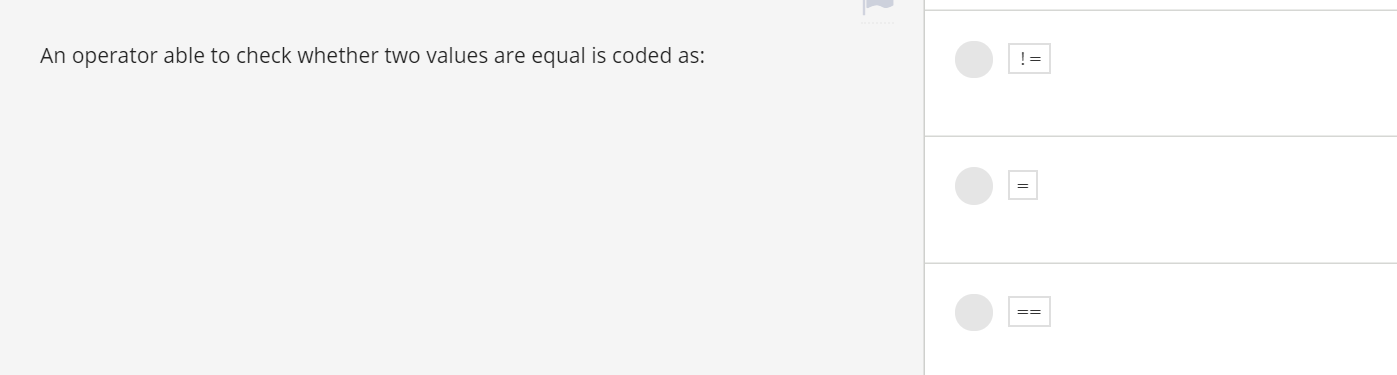 An operator able to check whether two values are equal is coded as:
!=
=
==